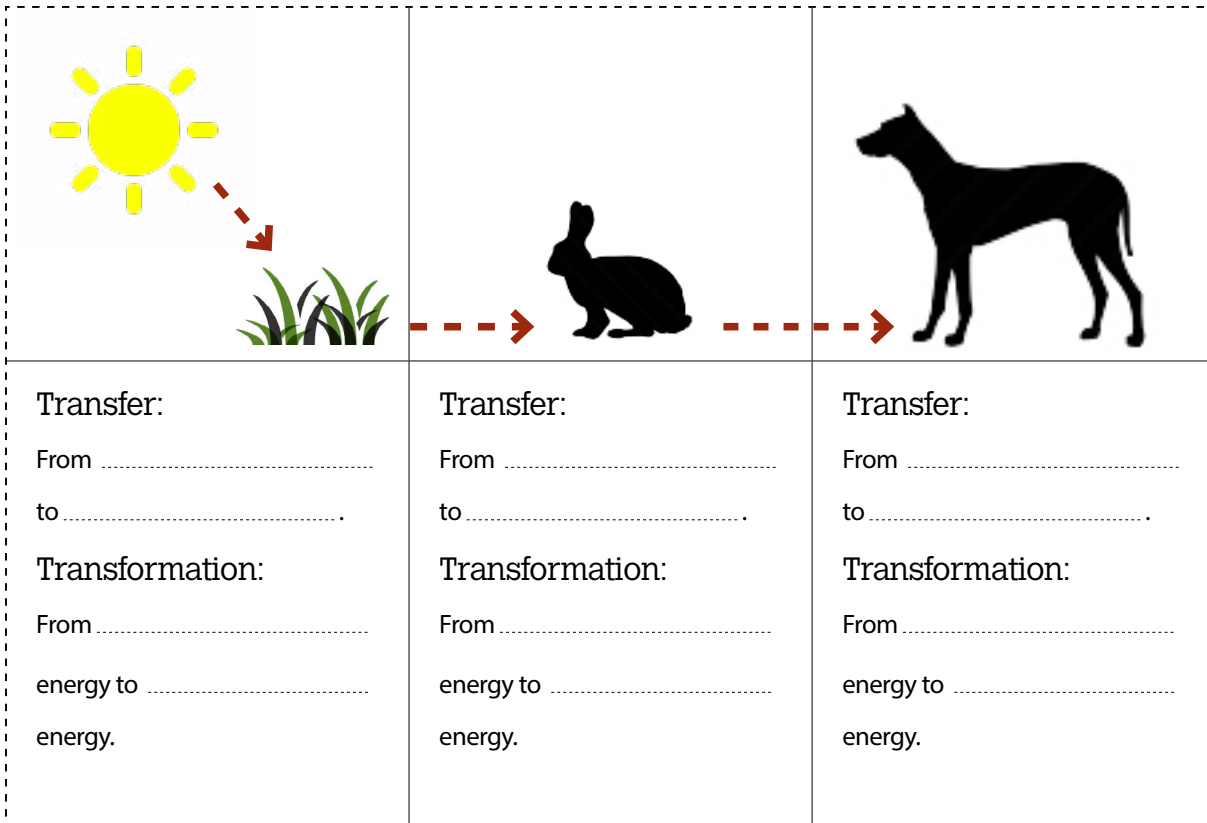 Transfer:
From ..............................
to .............................. .
Transformation:
From ..............................
energy to ..............................
energy.
Transfer:
From ..............................
to .............................. .
Transformation:
From ..............................
energy to ..............................
energy.
Transfer:
From ..............................
to .............................. .
Transformation:
From ..............................
energy to ..............................
energy.